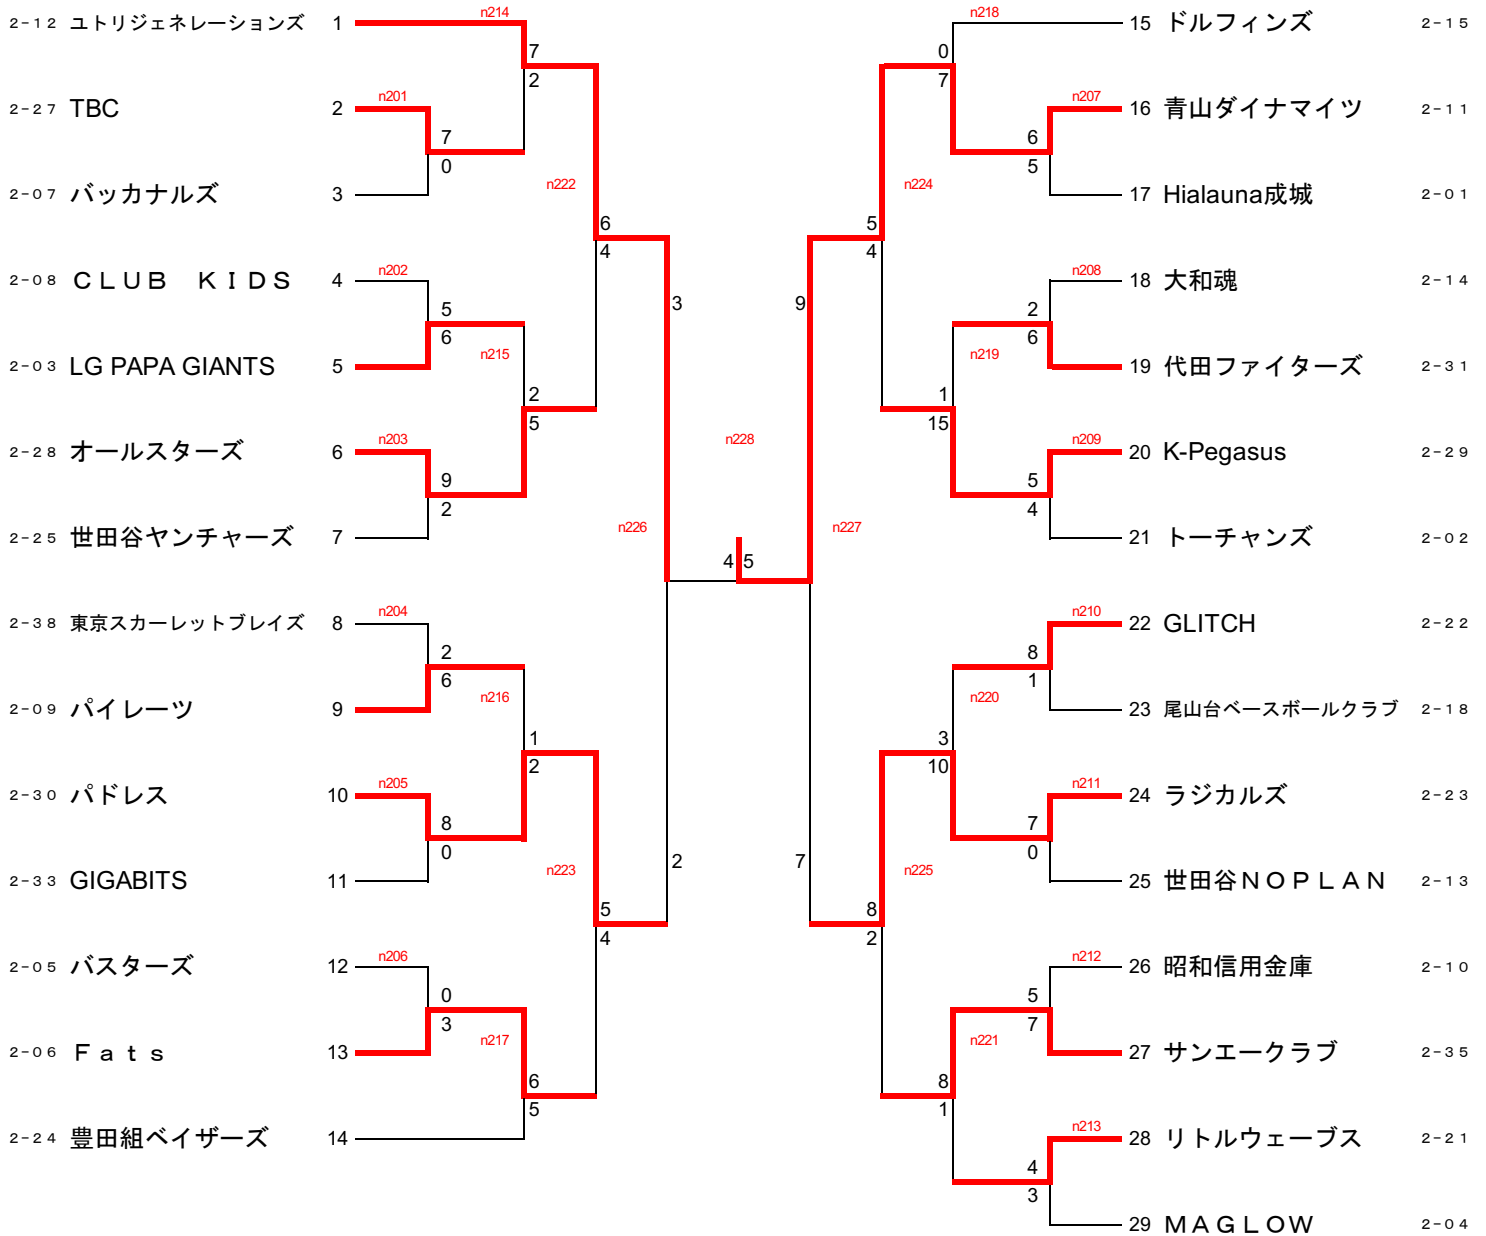 2-12 ユトリジェネレーションズ 1
n214
n218
15 ドルフィンズ 2-15
7
2
0
7
2-27 TBC 2
n201
n207
16 青山ダイナマイツ 2-11
7
0
6
5
2-07 バッカナルズ 3
n222
n224
17 Hialauna成城 2-01
6
4
5
4
2-08 ＣＬＵＢ　ＫＩＤＳ 4
n202
n208
18 大和魂 2-14
3
9
5
6
2
6
2-03 LG PAPA GIANTS 5
n215
n219
19 代田ファイターズ 2-31
2
5
1
15
2-28 オールスターズ 6
n203
n228
n209
20 K-Pegasus 2-29
9
2
5
4
2-25 世田谷ヤンチャーズ 7
n226
n227
21 トーチャンズ 2-02
4 5
2-38 東京スカーレットブレイズ 8
n204
n210
22 GLITCH 2-22
2
6
8
1
2-09 パイレーツ 9
n216
n220
23 尾山台ベースボールクラブ 2-18
1
2
3
10
2-30 パドレス 10
n205
n211
24 ラジカルズ 2-23
8
0
7
0
2-33 GIGABITS 11
n223
2
7
n225
25 世田谷ＮＯＰＬＡＮ 2-13
5
4
8
2
2-05 バスターズ 12
n206
n212
26 昭和信用金庫 2-10
0
3
5
7
2-06 Ｆａｔｓ 13
n217
n221
27 サンエークラブ 2-35
6
5
8
1
2-24 豊田組ベイザーズ 14
n213
28 リトルウェーブス 2-21
4
3
29 ＭＡＧＬＯＷ 2-04